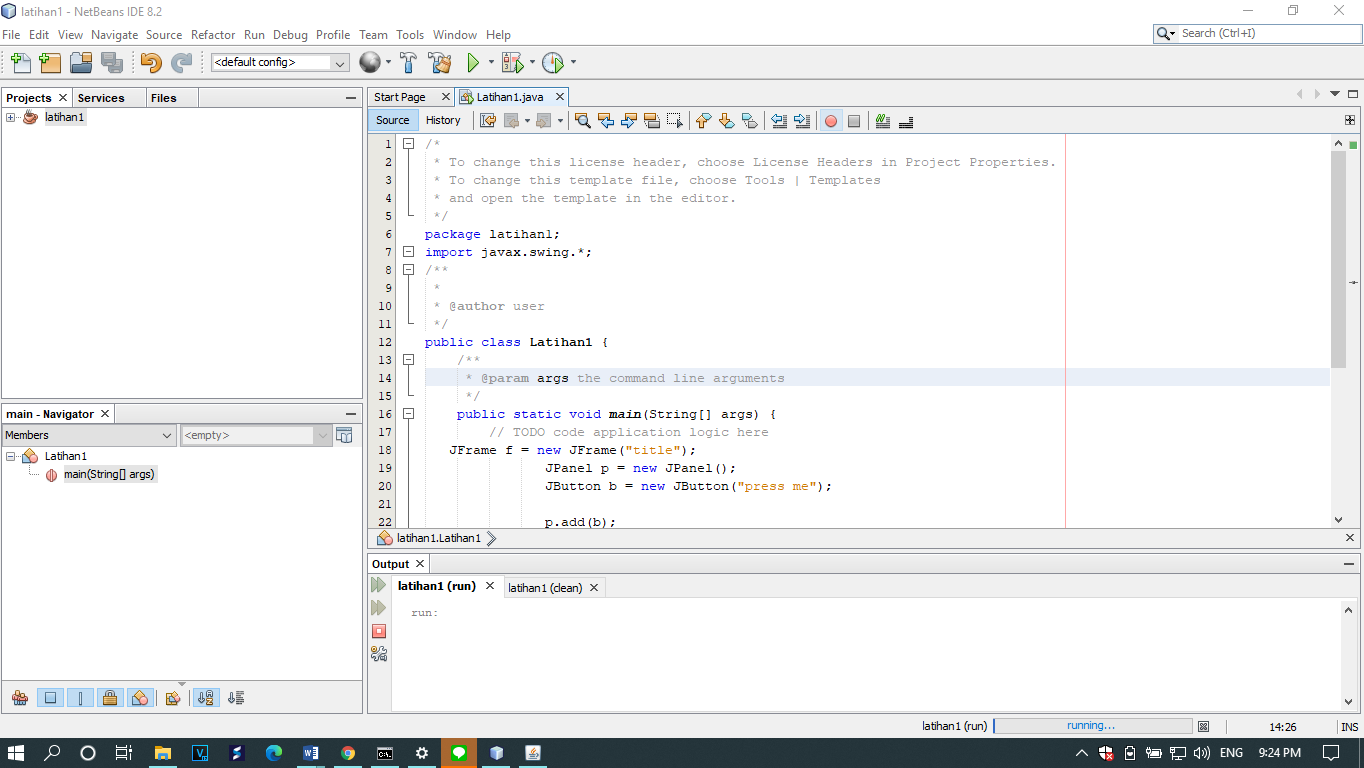 latihan1 - NetBeans IDE 8.2
File Edit View Navigate Source Refactor Run Debug Profile Team Tools Window Help
Search (Ctrl+I)
<default config>
Projects Services Files
latihan1
Start Page Latihan1.java
Source History
1 /*
2 * To change this license header, choose License Headers in Project Properties.
3 * To change this template file, choose Tools | Templates
4 * and open the template in the editor.
5 */
6 package latihan1;
7 import javax.swing.*;
8 /**
9 *
10 * @author user
11 */
12 public class Latihan1 {
13 /**
14 * @param args the command line arguments
15 */
16 public static void main(String[] args) {
17 // TODO code application logic here
18 JFrame f = new JFrame("title");
19 JPanel p = new JPanel();
20 JButton b = new JButton("press me");
21
22 p.add(b);
latihan1.Latihan1
main - Navigator
Members <empty>
Latihan1
main(String[] args)
Output
latihan1 (run) latihan1 (clean)
run:
latihan1 (run) running... 14:26 INS
ENG 9:24 PM